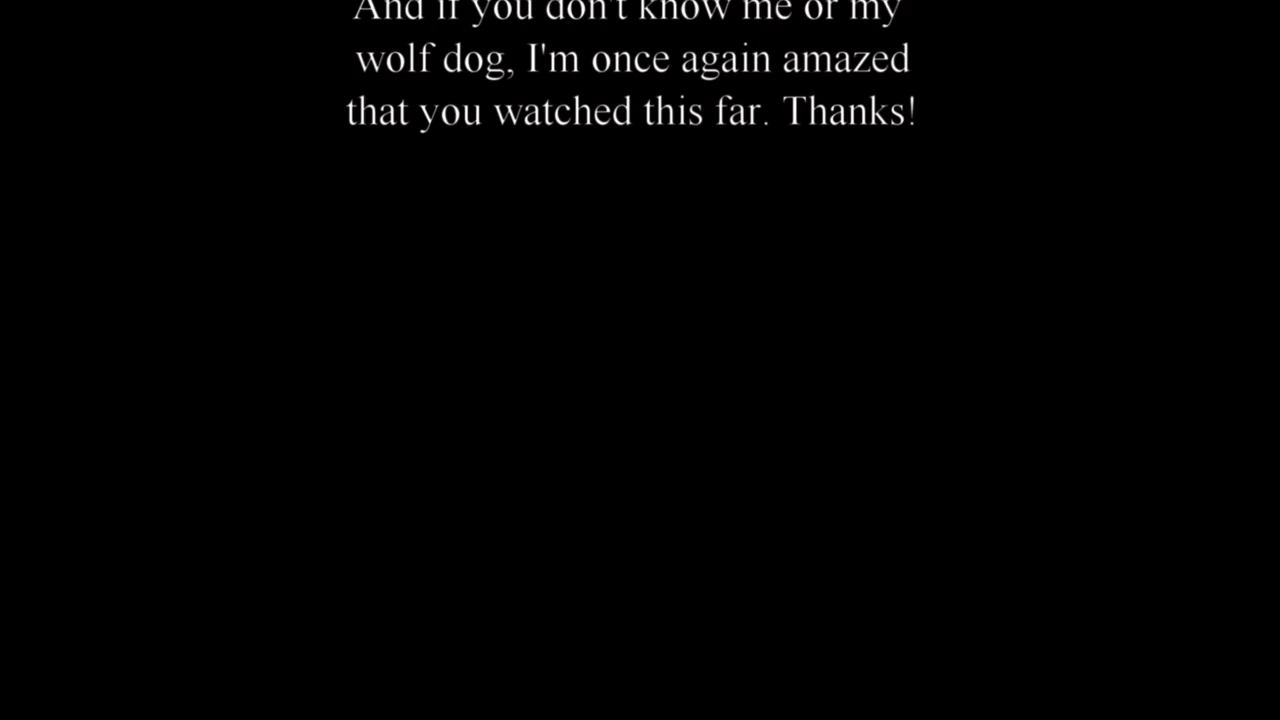 And if you don't know me or my
wolf dog, I'm once again amazed
that you watched this far. Thanks!